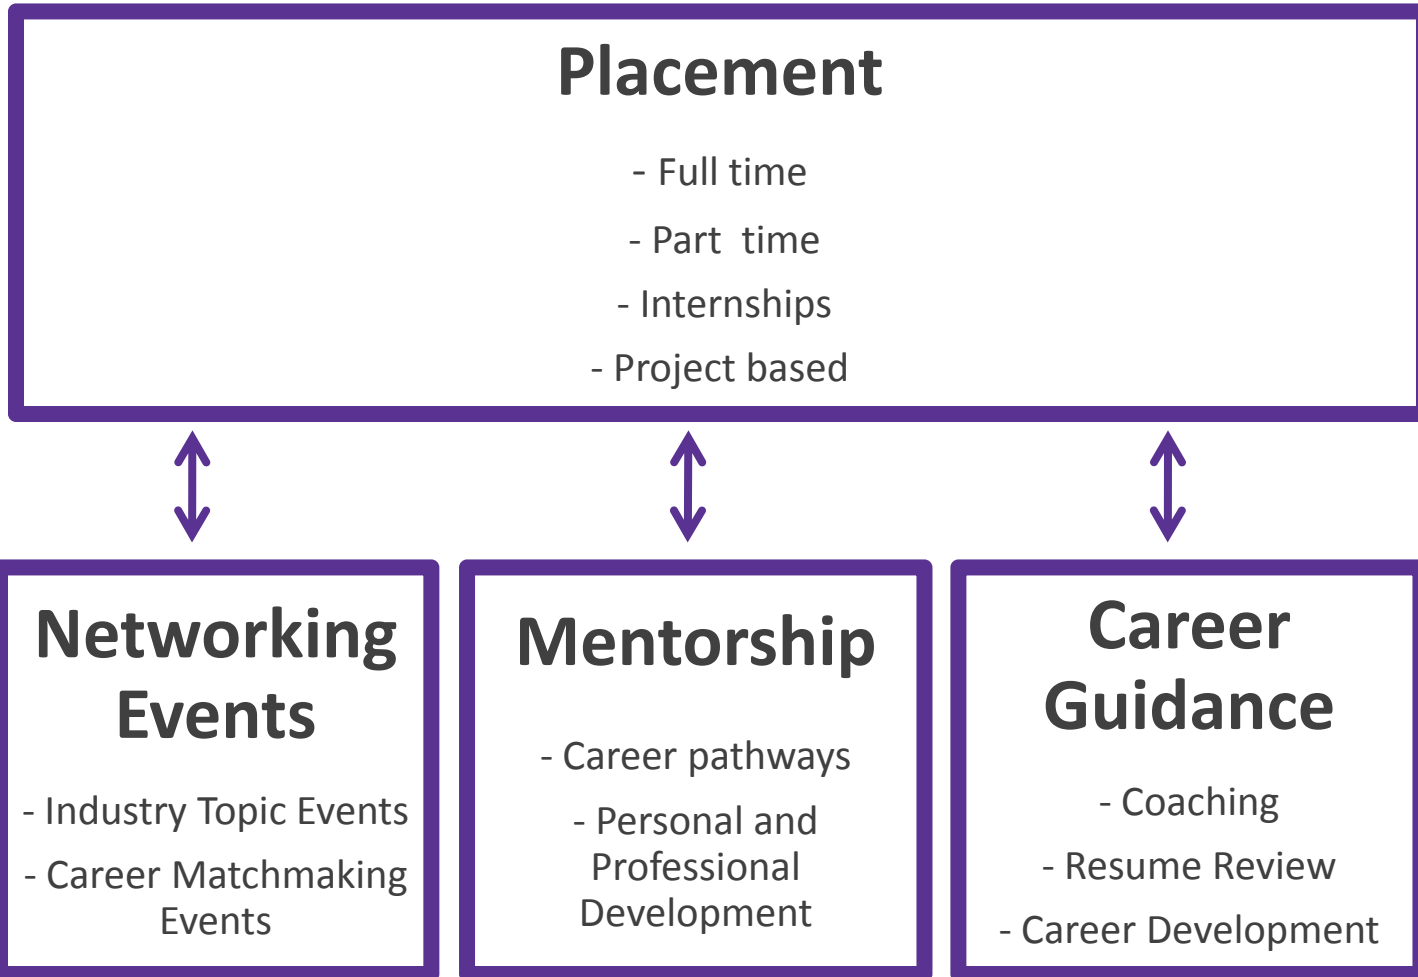 Placement
- Full time
- Part  time
- Internships
- Project based
Networking
Events
- Industry Topic Events
- Career Matchmaking
Events
Mentorship
- Career pathways
- Personal and
Professional
Development
Career
Guidance
- Coaching
- Resume Review
- Career Development